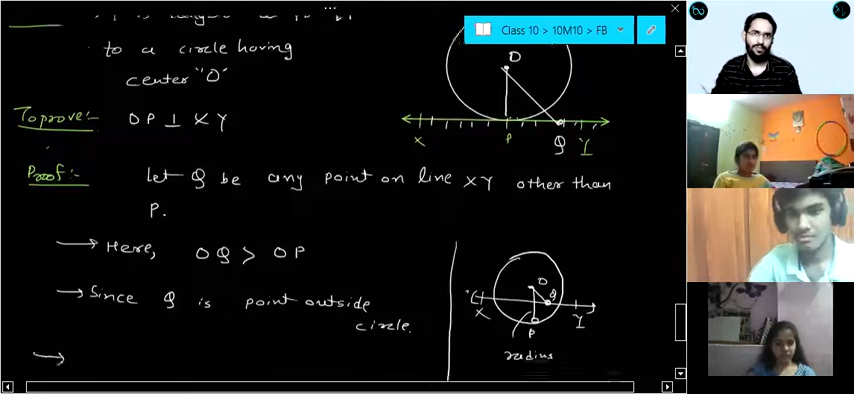 to a circle having
center "O"
Class 10 > 10M10 > FB
To prove:- OP ⊥ XY
Proof:- Let Q be any point on line XY other than
P.
→ Here, OQ > OP
→ Since Q is point outside
circle.
→
O
X P Q Y
O
Q
X Y
P
radius